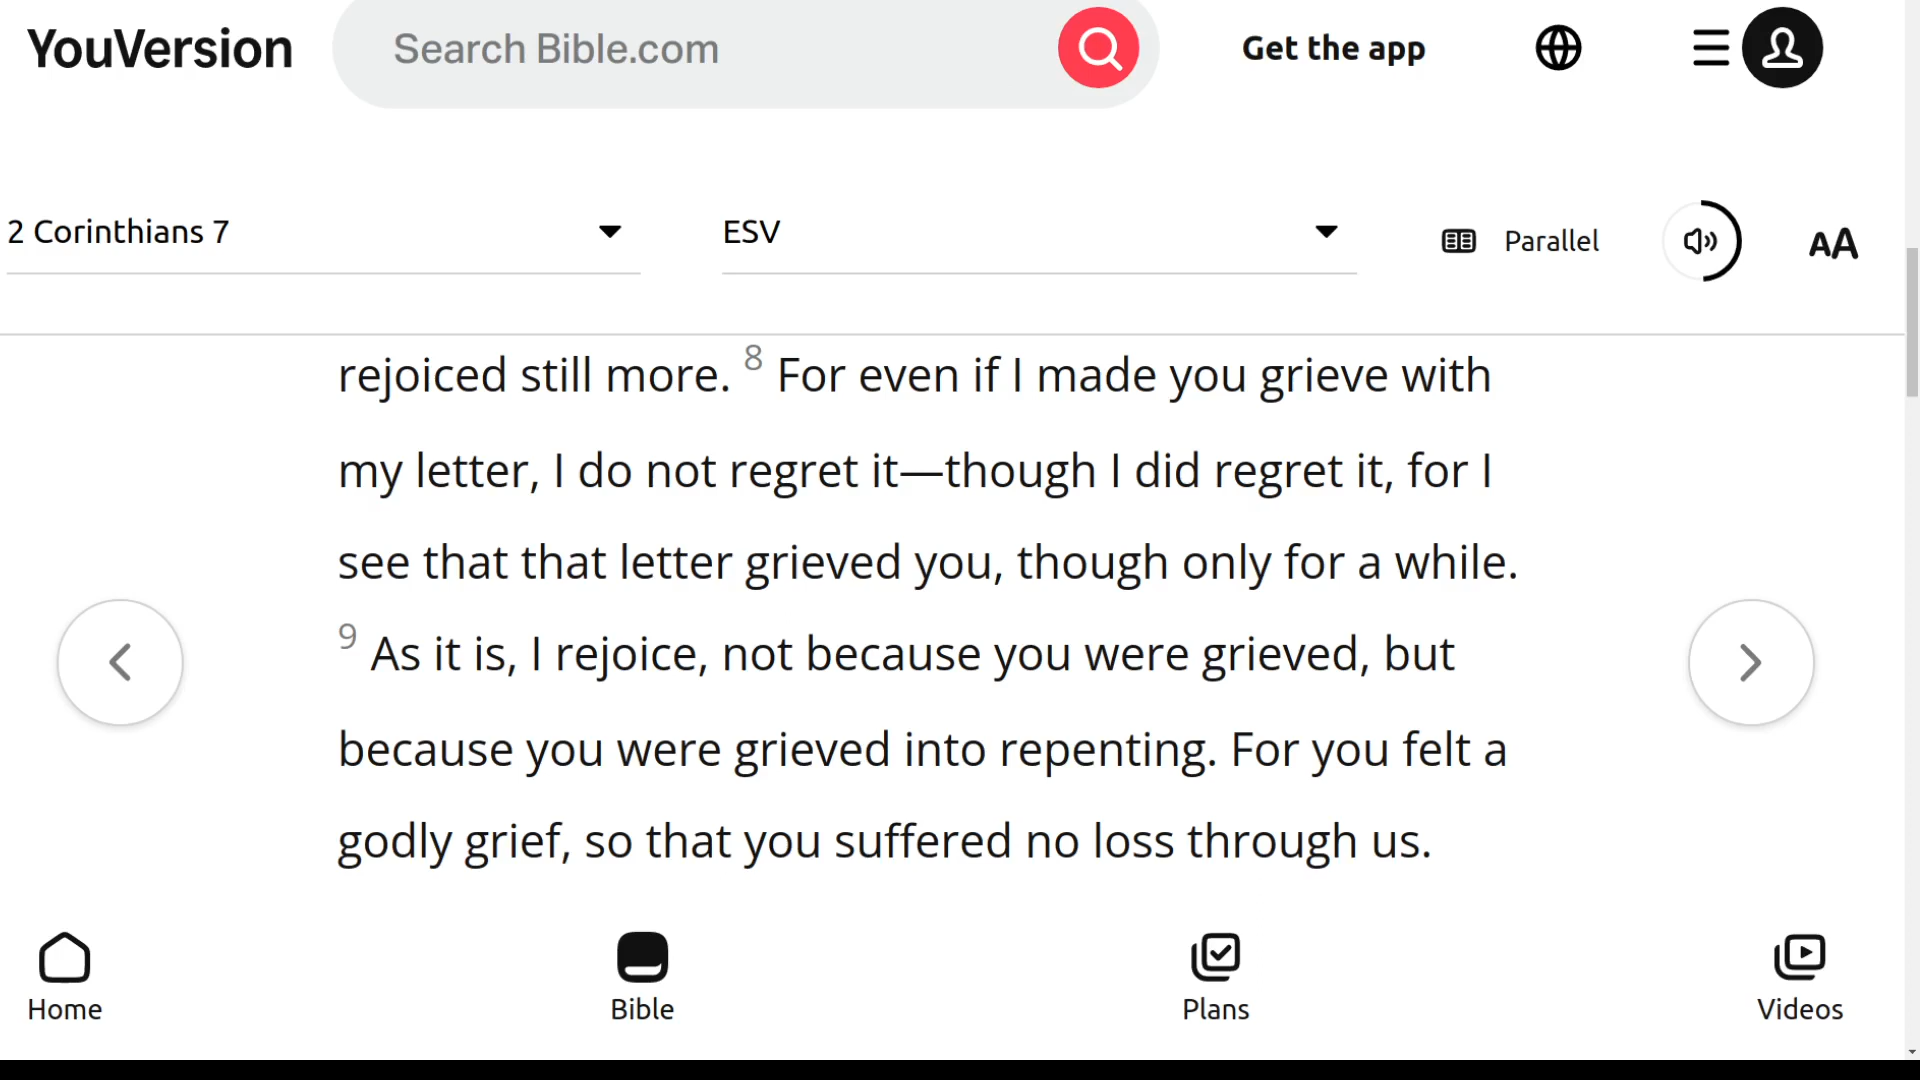 YouVersion
Search Bible.com
Get the app
2 Corinthians 7
ESV
Parallel
AA
rejoiced still more. 8 For even if I made you grieve with
my letter, I do not regret it—though I did regret it, for I
see that that letter grieved you, though only for a while.
9 As it is, I rejoice, not because you were grieved, but
because you were grieved into repenting. For you felt a
godly grief, so that you suffered no loss through us.
Home
Bible
Plans
Videos